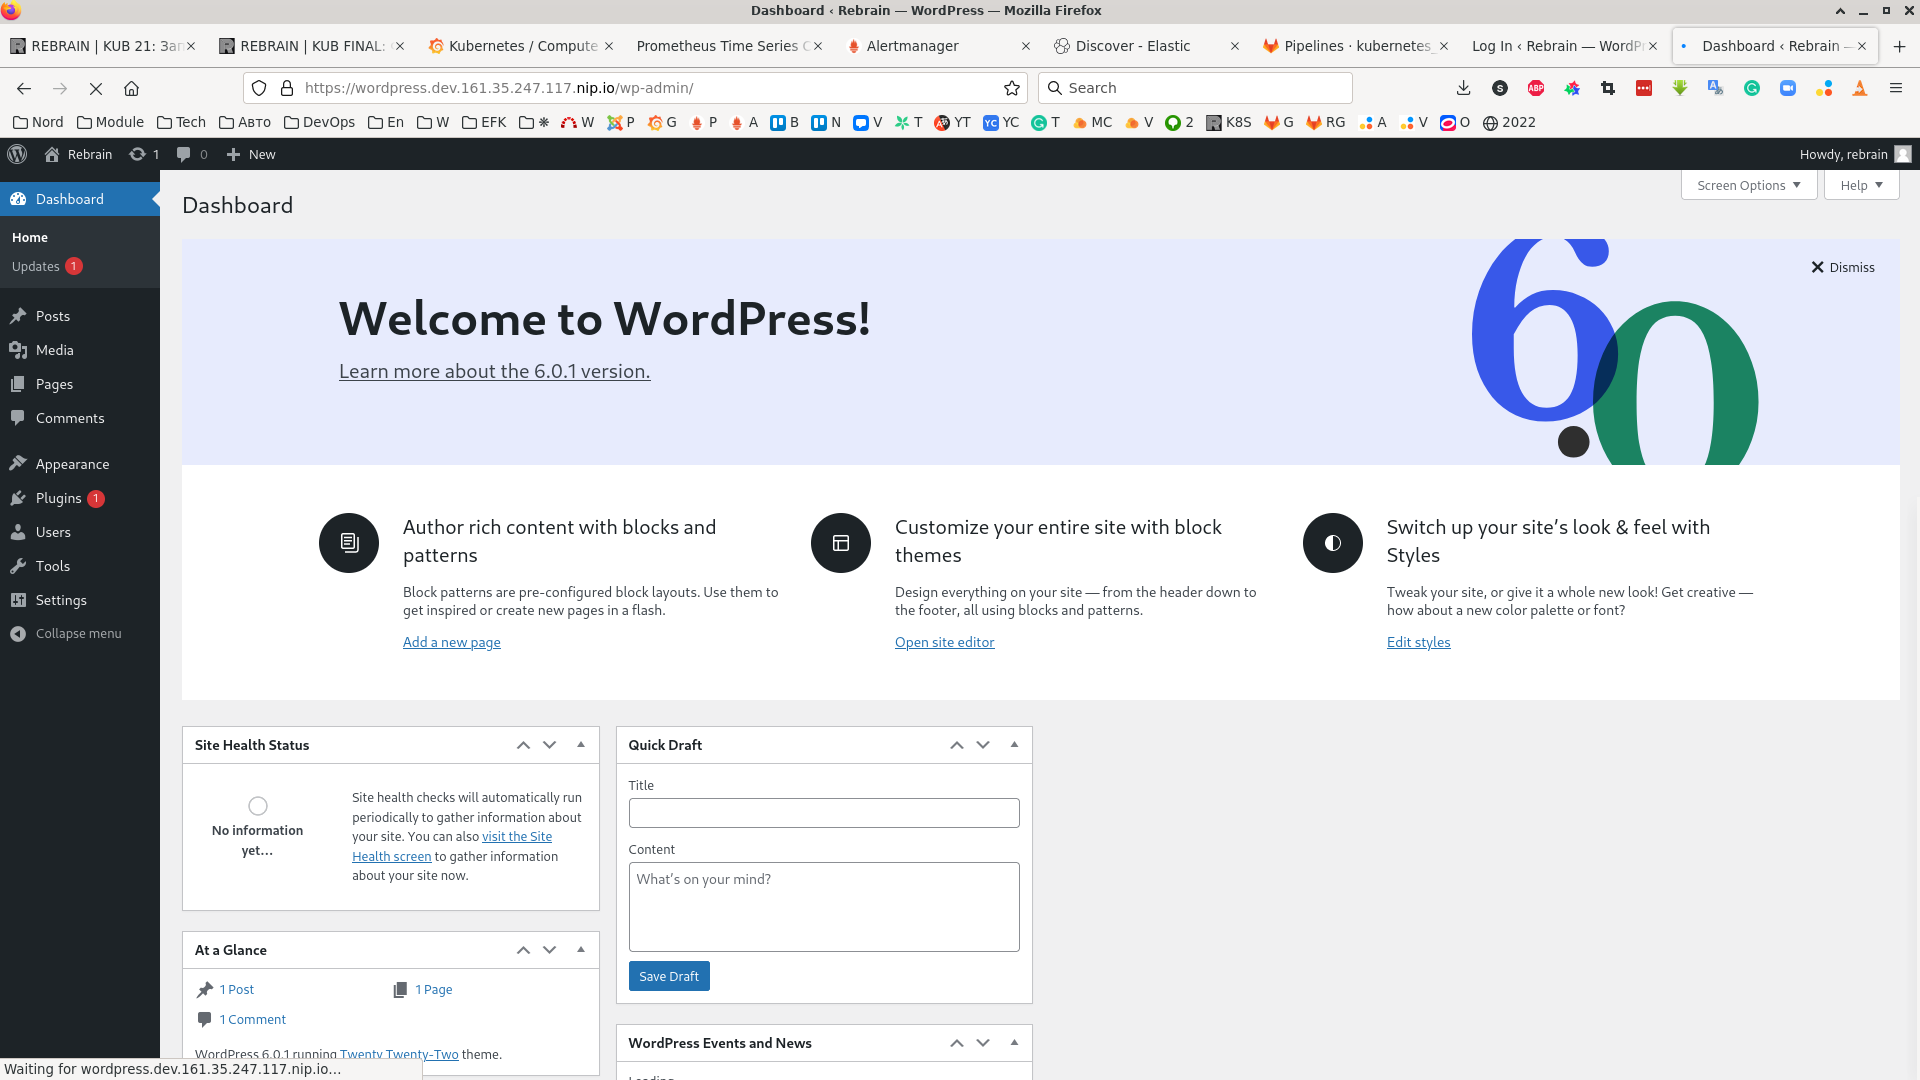 Dashboard ‹ Rebrain — WordPress — Mozilla Firefox
REBRAIN | KUB 21: Зап
REBRAIN | KUB FINAL:
Kubernetes / Compute
Prometheus Time Series C
Alertmanager
Discover - Elastic
Pipelines · kubernetes_
Log In ‹ Rebrain — WordPr
Dashboard ‹ Rebrain —
https://wordpress.dev.161.35.247.117.nip.io/wp-admin/
Search
S
ABP
Nord
Module
Tech
Авто
DevOps
En
W
EFK
W
P
G
P
A
B
N
V
T
YT
YC YC
T
MC
V
2
K8S
G
RG
A
V
O
2022
Rebrain
1
0
New
Howdy, rebrain
Dashboard
Home
Updates 1
Posts
Media
Pages
Comments
Appearance
Plugins 1
Users
Tools
Settings
Collapse menu
Screen Options
Help
Dashboard
Dismiss
Welcome to WordPress!
Learn more about the 6.0.1 version.
6.0
Author rich content with blocks and
patterns
Block patterns are pre-configured block layouts. Use them to
get inspired or create new pages in a flash.
Add a new page
Customize your entire site with block
themes
Design everything on your site — from the header down to
the footer, all using blocks and patterns.
Open site editor
Switch up your site’s look & feel with
Styles
Tweak your site, or give it a whole new look! Get creative —
how about a new color palette or font?
Edit styles
Site Health Status
No information
yet…
Site health checks will automatically run
periodically to gather information about
your site. You can also visit the Site
Health screen to gather information
about your site now.
At a Glance
1 Post
1 Page
1 Comment
WordPress 6.0.1 running Twenty Twenty-Two theme.
Quick Draft
Title
Content
What’s on your mind?
Save Draft
WordPress Events and News
Waiting for wordpress.dev.161.35.247.117.nip.io…